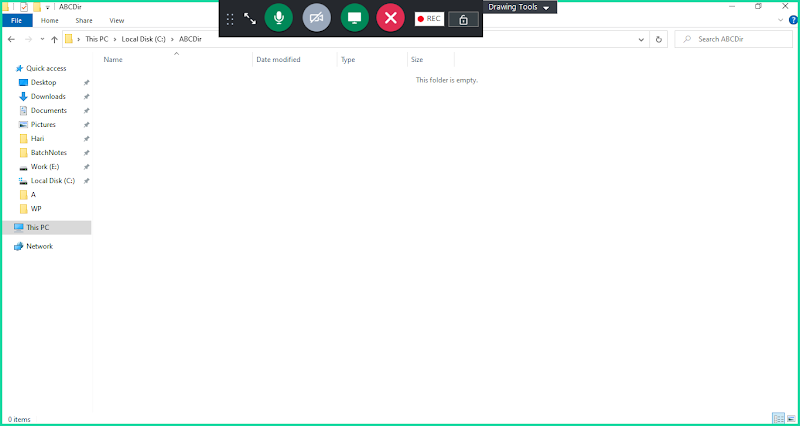 ABCDir
REC
Drawing Tools
File
Home
Share
View
This PC > Local Disk (C:) > ABCDir
Search ABCDir
Name
Date modified
Type
Size
This folder is empty.
Quick access
Desktop
Downloads
Documents
Pictures
Hari
BatchNotes
Work (E:)
Local Disk (C:)
A
WP
This PC
Network
0 items